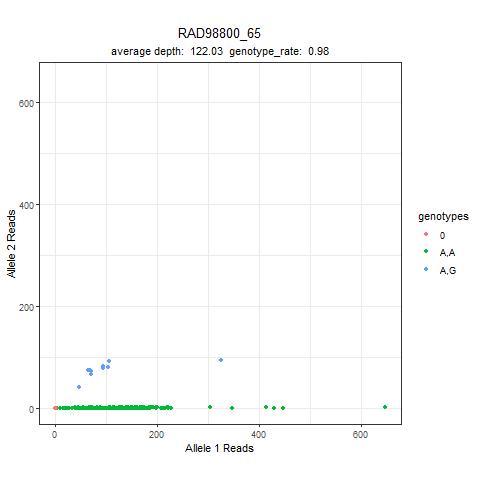 RAD98800_65
average depth:  122.03  genotype_rate:  0.98
600
400
200
0
Allele 2 Reads
0
200
400
600
Allele 1 Reads
genotypes
0
A,A
A,G